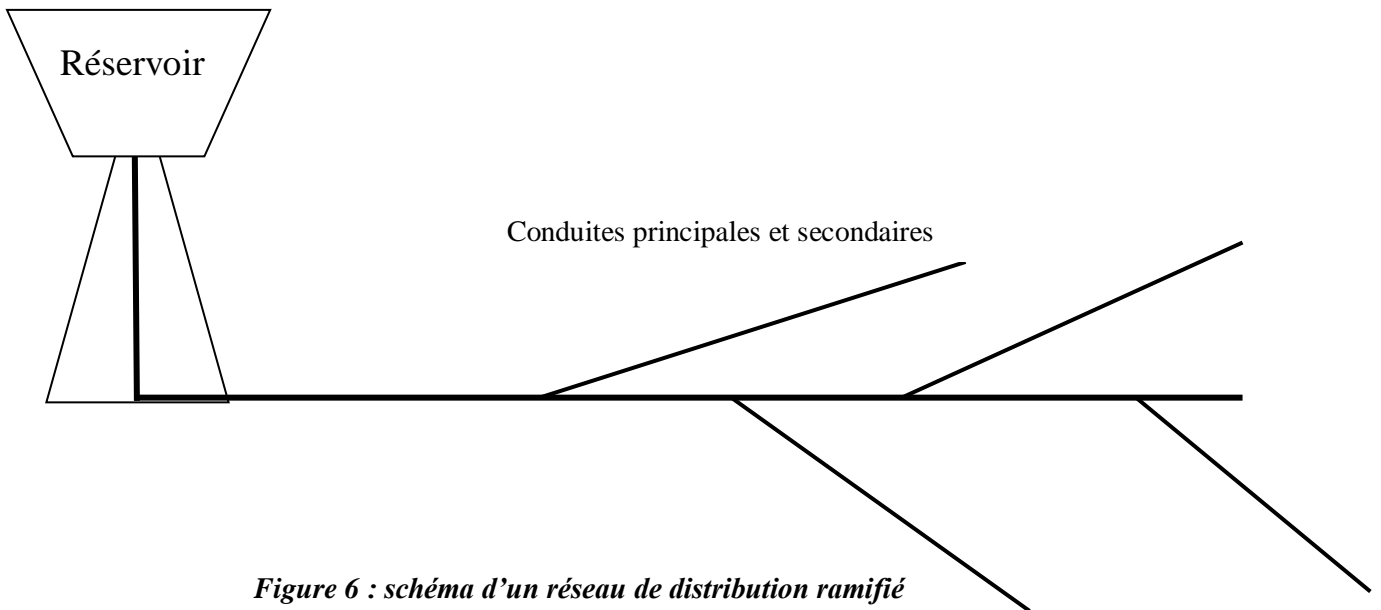 Réservoir
Conduites principales et secondaires
Figure 6 : schéma d’un réseau de distribution ramifié